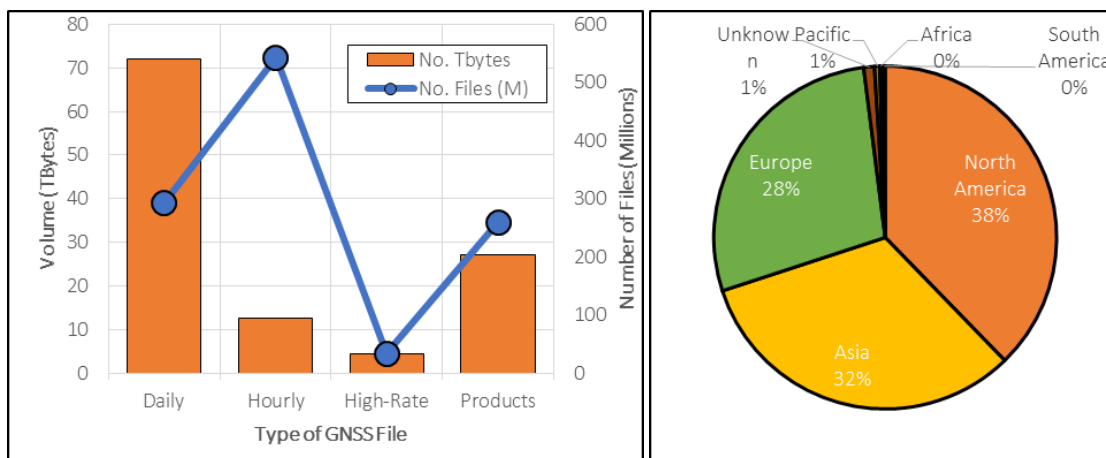 80
70
60
50
40
30
20
10
0
Volume (TBytes)
No. Tbytes
No. Files (M)
600
500
400
300
200
100
0
Number of Files (Millions)
Daily Hourly High-Rate Products
Type of GNSS File
Unknow Pacific Africa South
n 1% 0% America
1% 0%
Europe
28%
North
America
38%
Asia
32%